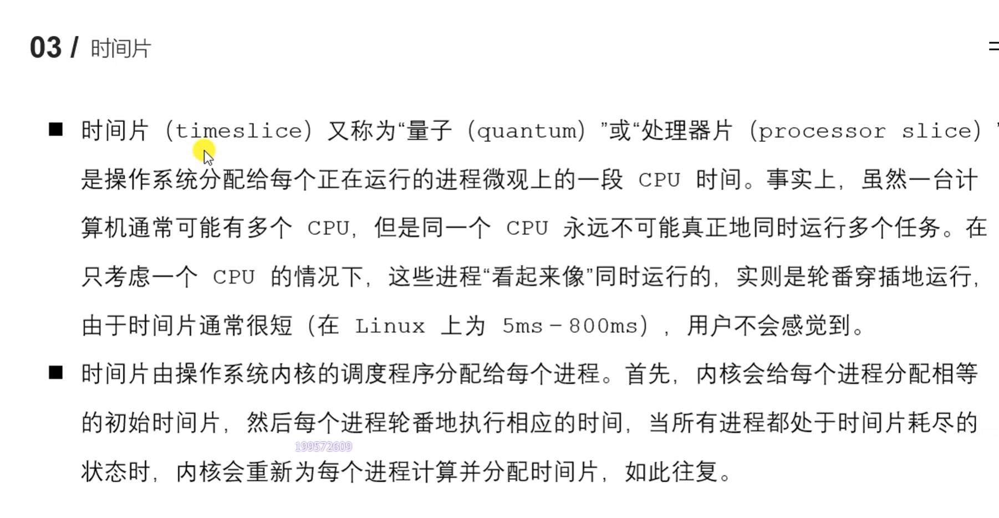 03 / 时间片
■ 时间片（timeslice）又称为“量子（quantum）”或“处理器片（processor slice）”
是操作系统分配给每个正在运行的进程微观上的一段 CPU 时间。事实上，虽然一台计
算机通常可能有多个 CPU，但是同一个 CPU 永远不可能真正地同时运行多个任务。在
只考虑一个 CPU 的情况下，这些进程“看起来像”同时运行的，实则是轮番穿插地运行，
由于时间片通常很短（在 Linux 上为 5ms－800ms），用户不会感觉到。
■ 时间片由操作系统内核的调度程序分配给每个进程。首先，内核会给每个进程分配相等
的初始时间片，然后每个进程轮番地执行相应的时间，当所有进程都处于时间片耗尽的
199572609
状态时，内核会重新为每个进程计算并分配时间片，如此往复。